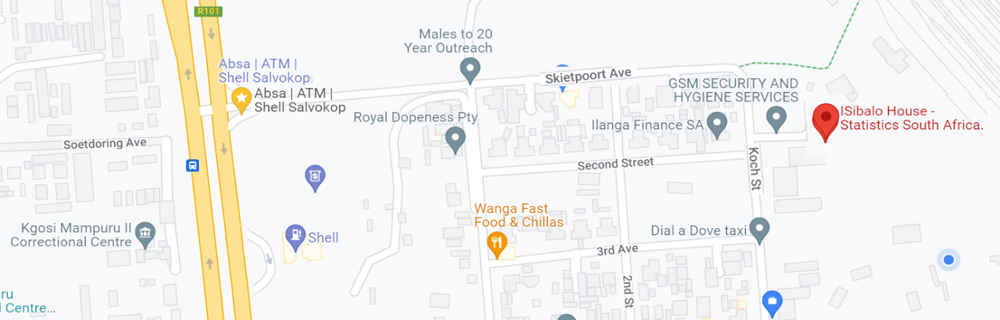 R101
Males to 20
Year Outreach
Absa | ATM |
Shell Salvokop
Absa | ATM |
Shell Salvokop
Skietpoort Ave
GSM SECURITY AND
HYGIENE SERVICES
Royal Dopeness Pty
Ilanga Finance SA
ISibalo House -
Statistics South Africa.
Soetdoring Ave
Second Street
Koch St
Wanga Fast
Food & Chillas
Kgosi Mampuru II
Correctional Centre
Shell
Dial a Dove taxi
3rd Ave
2nd St
ru
l Centre...